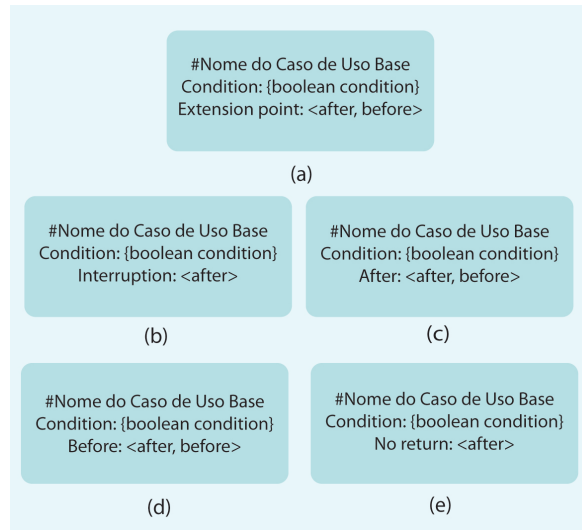 #Nome do Caso de Uso Base
Condition: {boolean condition}
Extension point: <after, before>
(a)
#Nome do Caso de Uso Base
Condition: {boolean condition}
Interruption: <after>
(b)
#Nome do Caso de Uso Base
Condition: {boolean condition}
After: <after, before>
(c)
#Nome do Caso de Uso Base
Condition: {boolean condition}
Before: <after, before>
(d)
#Nome do Caso de Uso Base
Condition: {boolean condition}
No return: <after>
(e)